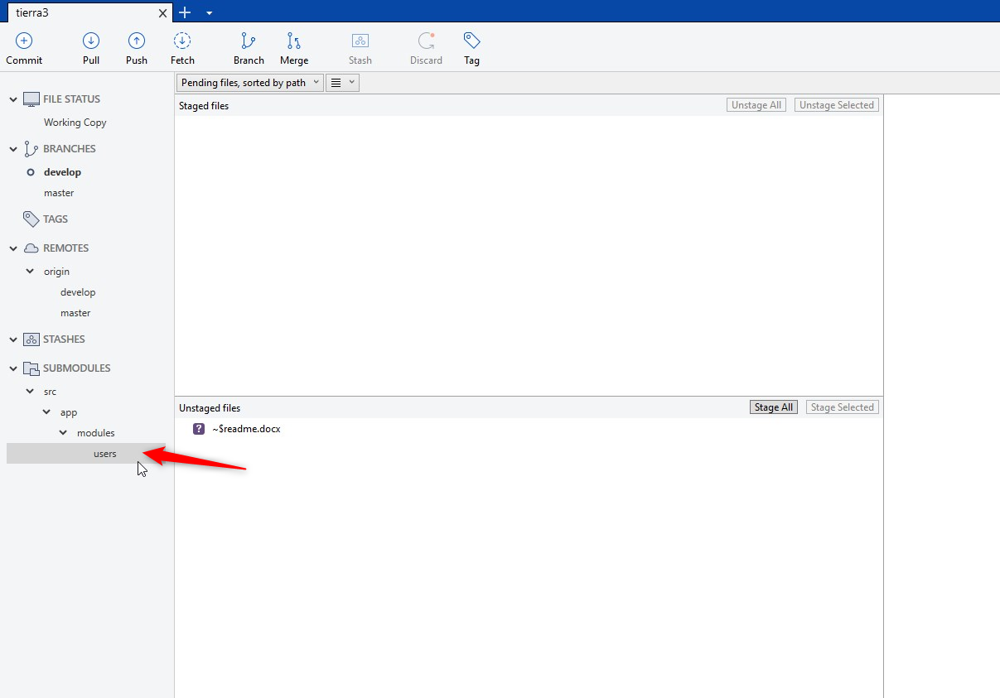 tierra3
Commit Pull Push Fetch Branch Merge Stash Discard Tag
Pending files, sorted by path
FILE STATUS
Working Copy
BRANCHES
develop
master
TAGS
REMOTES
origin
develop
master
STASHES
SUBMODULES
src
app
modules
users
Staged files Unstage All Unstage Selected
Unstaged files Stage All Stage Selected
? ~$readme.docx